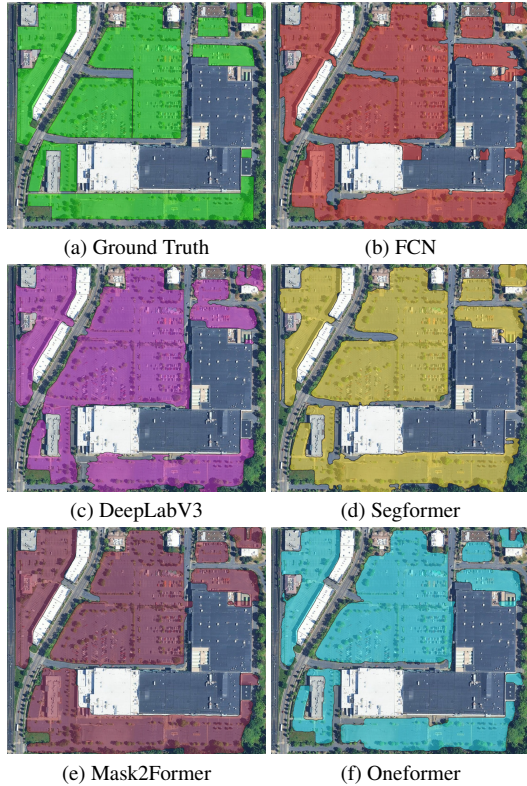 (a) Ground Truth
(b) FCN
(c) DeepLabV3
(d) Segformer
(e) Mask2Former
(f) Oneformer